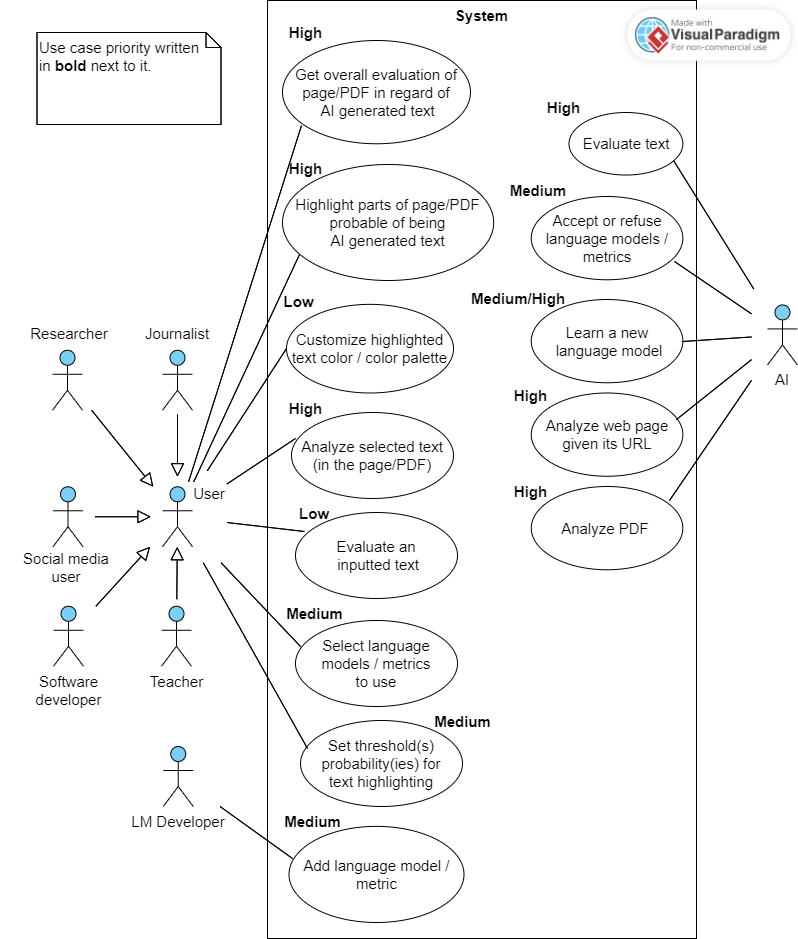 System
Made with
VisualParadigm
For non-commercial use
Use case priority written
in bold next to it.
High
Get overall evaluation of
page/PDF in regard of
AI generated text
High
Evaluate text
High
Highlight parts of page/PDF
probable of being
AI generated text
Medium
Accept or refuse
language models /
metrics
Low
Customize highlighted
text color / color palette
Medium/High
Learn a new
language model
Researcher
Journalist
AI
High
Analyze selected text
(in the page/PDF)
High
Analyze web page
given its URL
User
Low
Evaluate an
inputted text
High
Analyze PDF
Social media
user
Medium
Select language
models / metrics
to use
Software
developer
Teacher
Medium
Set threshold(s)
probability(ies) for
text highlighting
LM Developer
Medium
Add language model /
metric